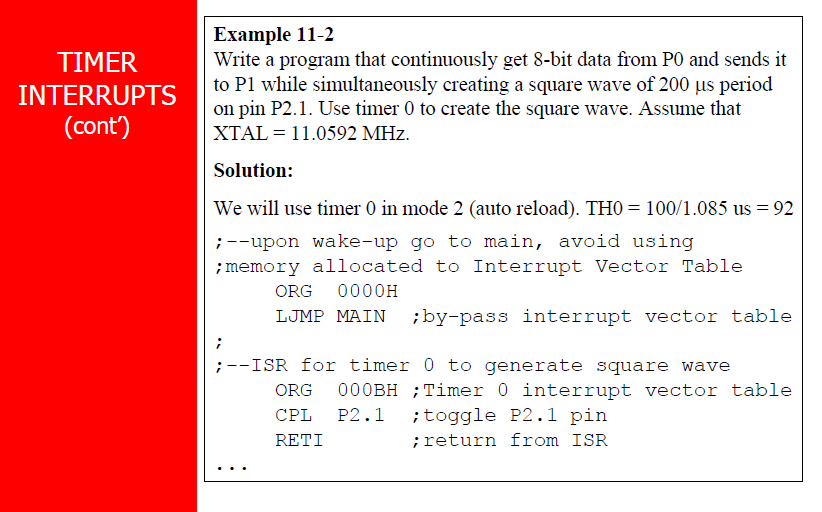 TIMER
INTERRUPTS
(cont’)
Example 11-2
Write a program that continuously get 8-bit data from P0 and sends it
to P1 while simultaneously creating a square wave of 200 μs period
on pin P2.1. Use timer 0 to create the square wave. Assume that
XTAL = 11.0592 MHz.
Solution:
We will use timer 0 in mode 2 (auto reload). TH0 = 100/1.085 us = 92
;--upon wake-up go to main, avoid using
;memory allocated to Interrupt Vector Table
ORG 0000H
LJMP MAIN ;by-pass interrupt vector table
;
;--ISR for timer 0 to generate square wave
ORG 000BH ;Timer 0 interrupt vector table
CPL P2.1 ;toggle P2.1 pin
RETI ;return from ISR
...